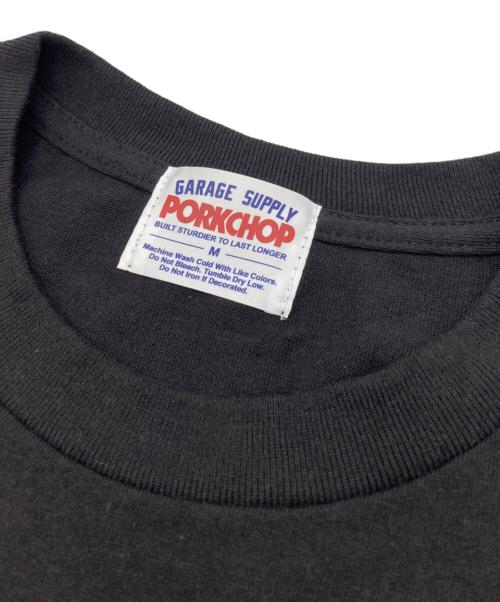 GARAGE SUPPLY
PORKCHOP
BUILT STURDIER TO LAST LONGER
M
Machine Wash Cold With Like Colors.
Do Not Bleach. Tumble Dry Low.
Do Not Iron If Decorated.